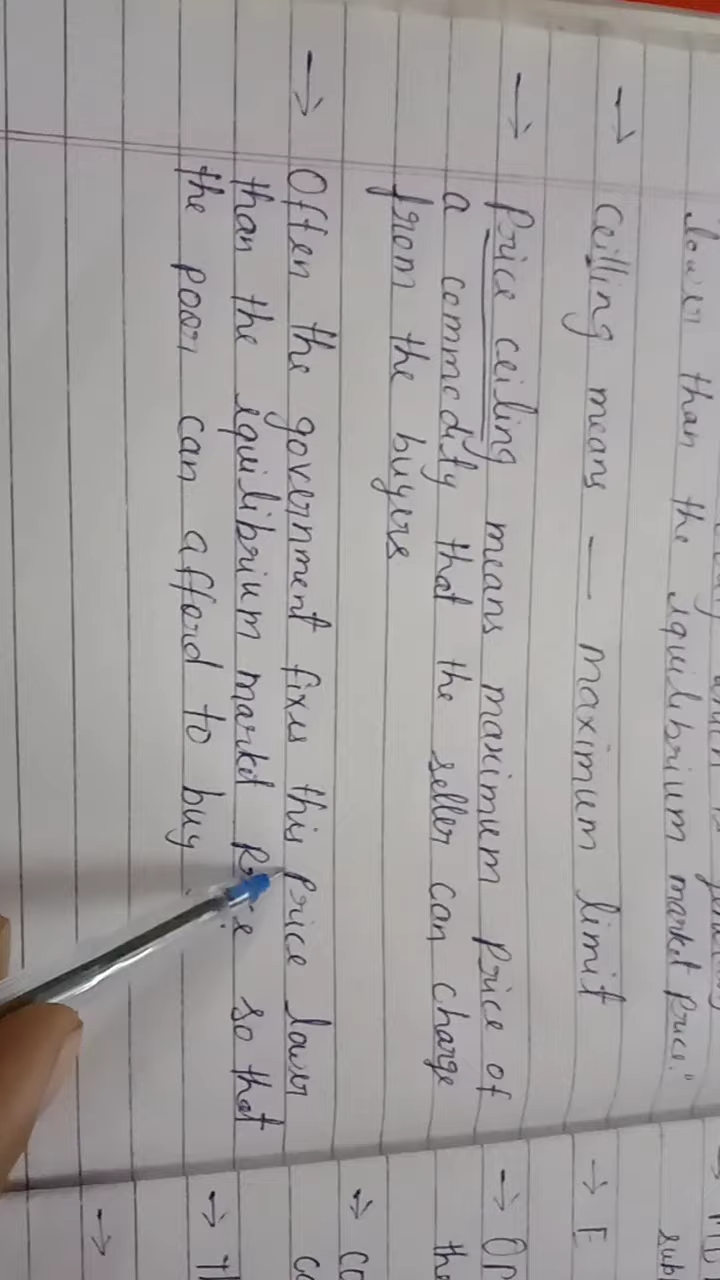 lower than the equilibrium market price."
→ Ceilling means — maximum limit
→ Price ceiling means maximum Price of
a commodity that the seller can charge
from the buyers
→ Often the government fixes this price lower
than the equilibrium market so that
the poor can afford to buy